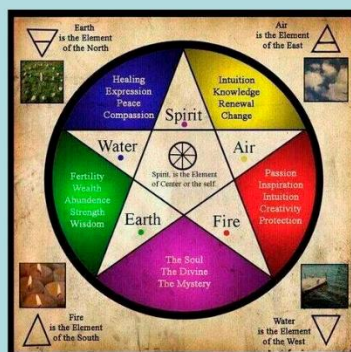 Earth
is the Element
of the North
Air
is the Element
of the East
Healing
Expression
Peace
Compassion
Intuition
Knowledge
Renewal
Change
Spirit
Water
Air
Spirit, is the Element
of Center or the self.
Fertility
Wealth
Abundence
Strength
Wisdom
Passion
Inspiration
Intuition
Creativity
Protection
Earth
Fire
The Soul
The Divine
The Mystery
Fire
is the Element
of the South
Water
is the Element
of the West